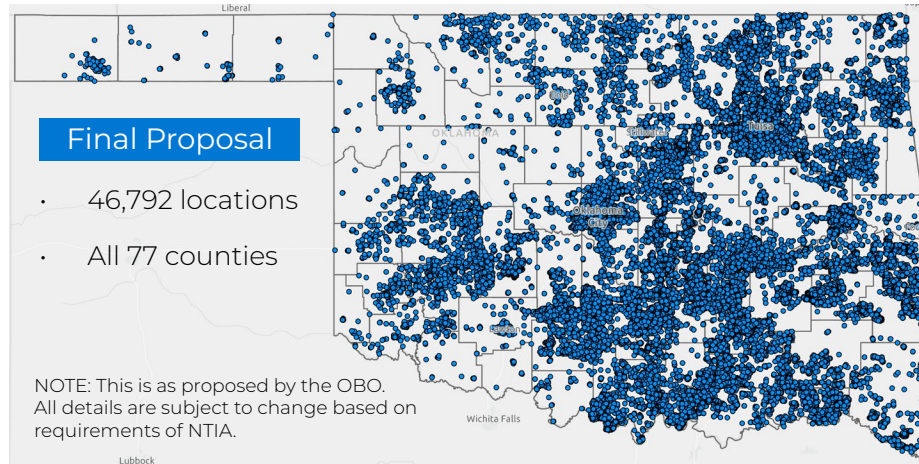 Liberal
Enid
OKLAHOMA
Stillwater
Tulsa
Final Proposal
· 46,792 locations
Oklahoma
City
· All 77 counties
Lawton
NOTE: This is as proposed by the OBO.
All details are subject to change based on
requirements of NTIA.
Wichita Falls
Lubbock